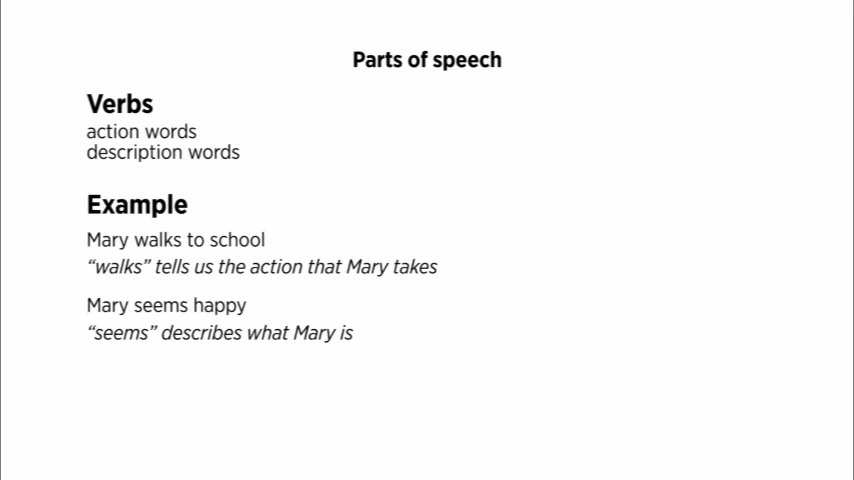 Parts of speech
Verbs
action words
description words
Example
Mary walks to school
“walks” tells us the action that Mary takes
Mary seems happy
“seems” describes what Mary is